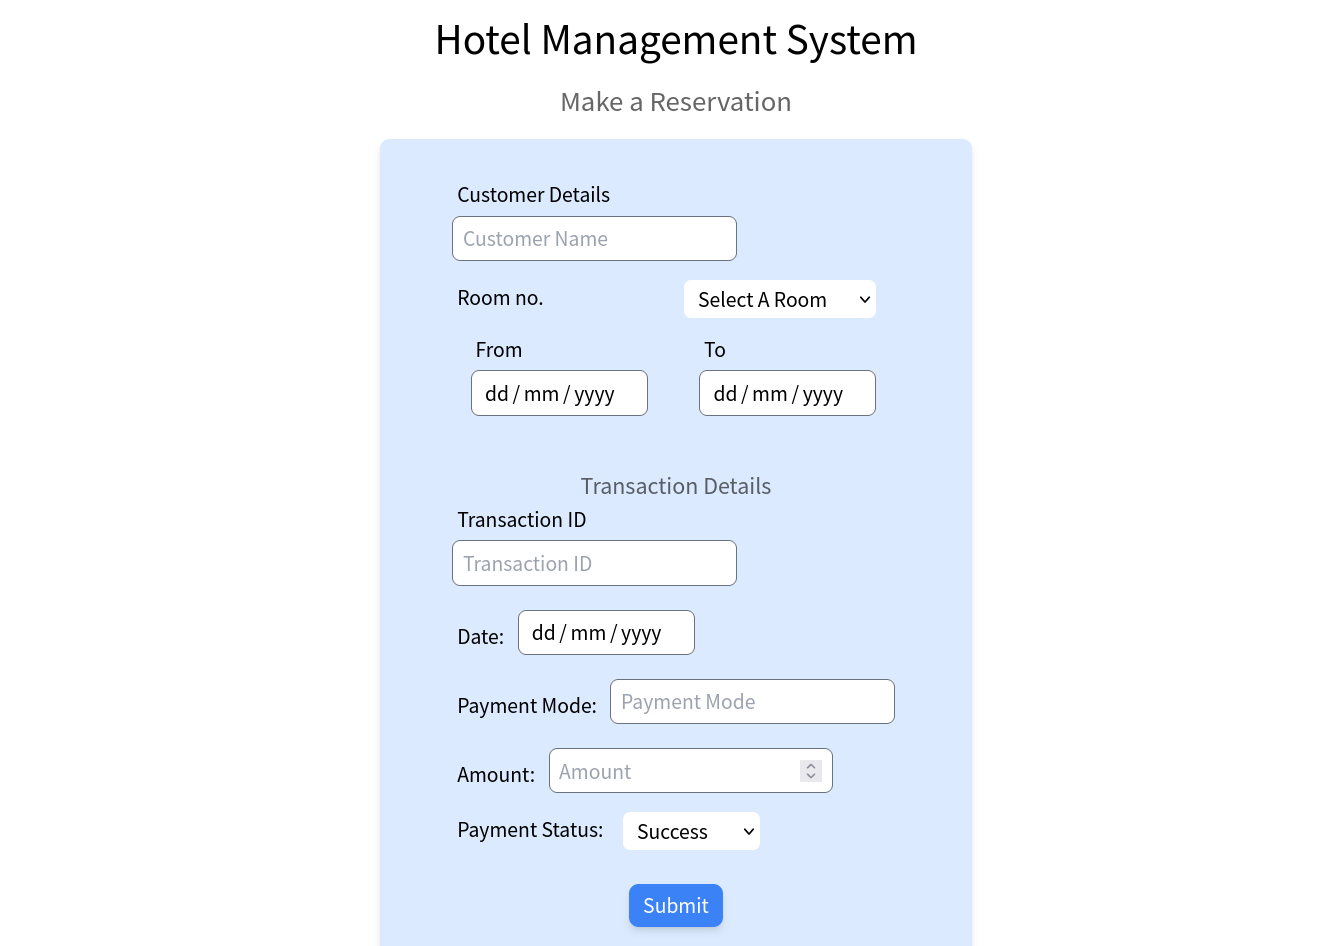 Hotel Management System
Make a Reservation
Customer Details
Customer Name
Room no. Select A Room
From To
dd / mm / yyyy dd / mm / yyyy
Transaction Details
Transaction ID
Transaction ID
Date: dd / mm / yyyy
Payment Mode: Payment Mode
Amount: Amount
Payment Status: Success
Submit